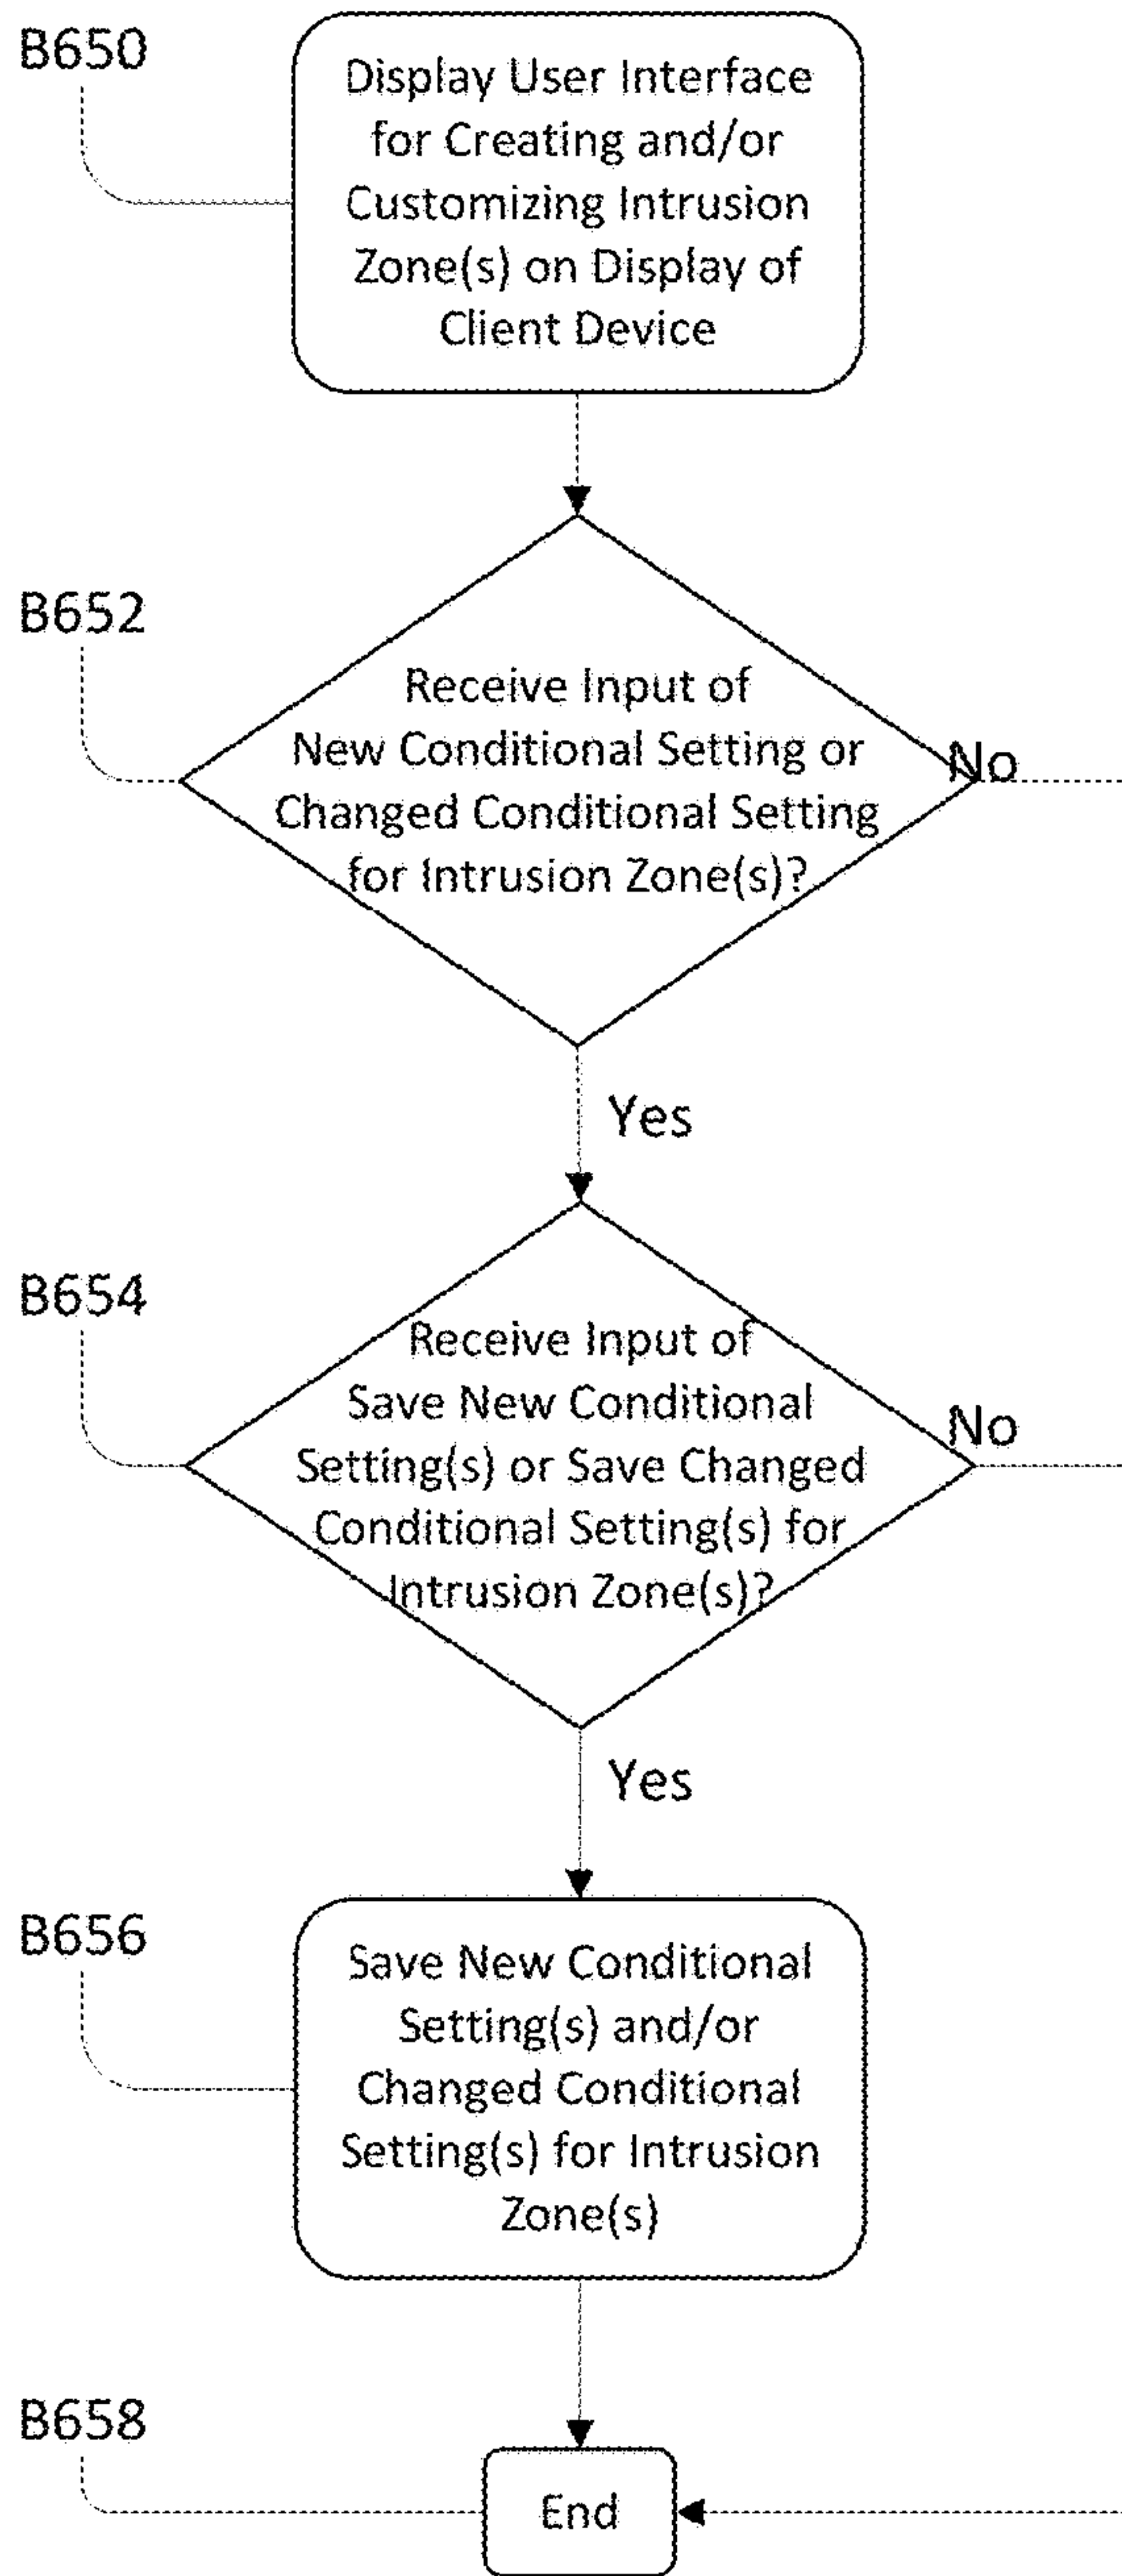 B650
Display User Interface
for Creating and/or
Customizing Intrusion
Zone(s) on Display of
Client Device
B652
Receive Input of
New Conditional Setting or
Changed Conditional Setting
for Intrusion Zone(s)?
No
Yes
B654
Receive Input of
Save New Conditional
Setting(s) or Save Changed
Conditional Setting(s) for
Intrusion Zone(s)?
No
Yes
B656
Save New Conditional
Setting(s) and/or
Changed Conditional
Setting(s) for Intrusion
Zone(s)
B658
End